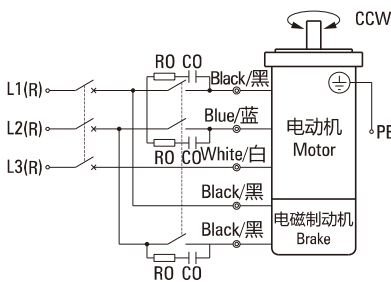 CCW
RO CO
L1(R)
Black/黑
L2(R)
Blue/蓝
电动机
Motor
PE
RO CO
White/白
L3(R)
Black/黑
电磁制动机
Brake
Black/黑
RO CO